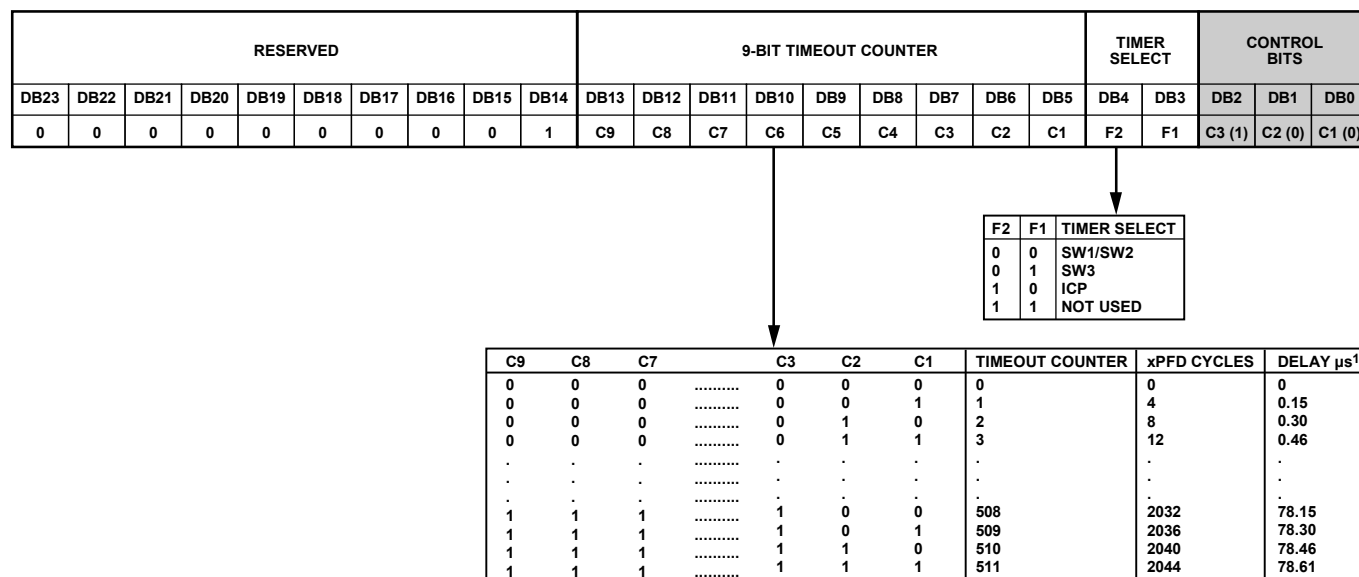 RESERVED 9-BIT TIMEOUT COUNTER TIMER SELECT CONTROL BITS
DB23 DB22 DB21 DB20 DB19 DB18 DB17 DB16 DB15 DB14 DB13 DB12 DB11 DB10 DB9 DB8 DB7 DB6 DB5 DB4 DB3 DB2 DB1 DB0
0 0 0 0 0 0 0 0 0 1 C9 C8 C7 C6 C5 C4 C3 C2 C1 F2 F1 C3 (1) C2 (0) C1 (0)
F2 F1 TIMER SELECT
0 0 SW1/SW2
0 1 SW3
1 0 ICP
1 1 NOT USED
C9 C8 C7 C3 C2 C1 TIMEOUT COUNTER xPFD CYCLES DELAY µs1
0 0 0 .......... 0 0 0 0 0 0
0 0 0 .......... 0 0 1 1 4 0.15
0 0 0 .......... 0 1 0 2 8 0.30
0 0 0 .......... 0 1 1 3 12 0.46
. . . .......... . . . . . .
. . . .......... . . . . . .
. . . .......... . . . . . .
1 1 1 .......... 1 0 0 508 2032 78.15
1 1 1 .......... 1 0 1 509 2036 78.30
1 1 1 .......... 1 1 0 510 2040 78.46
1 1 1 .......... 1 1 1 511 2044 78.61